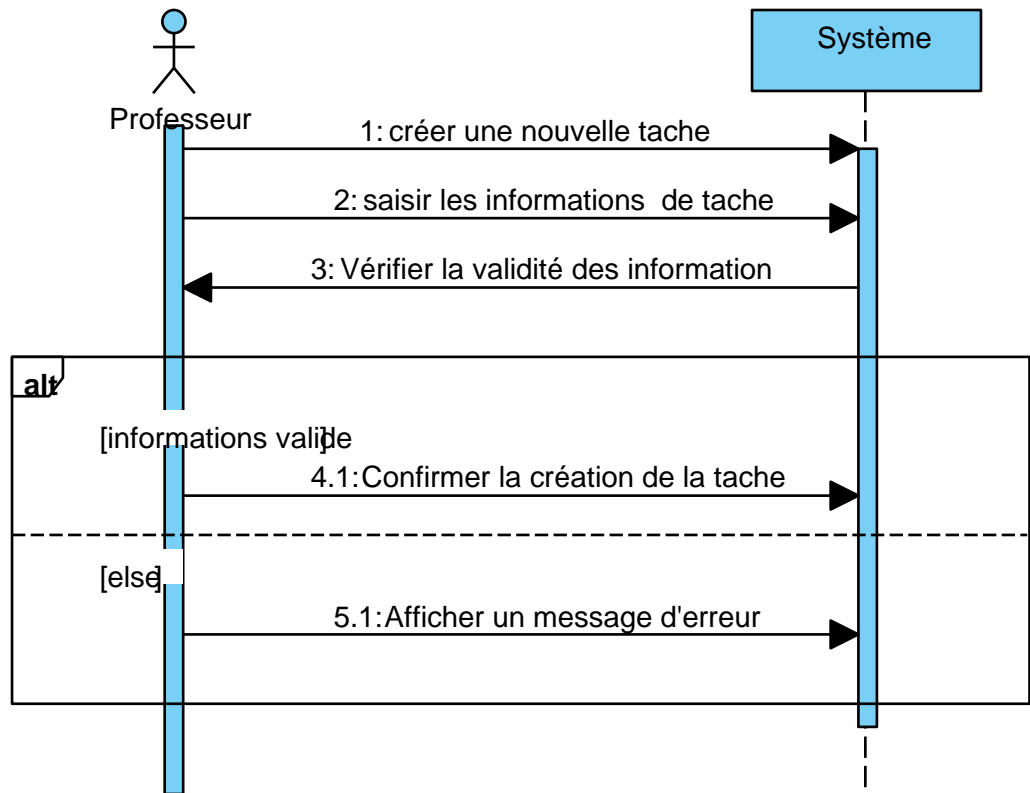 Système
Professeur
1: créer une nouvelle tache
2: saisir les informations de tache
3: Vérifier la validité des information
alt
[informations valide]
4.1:Confirmer la création de la tache
[else]
5.1:Afficher un message d'erreur